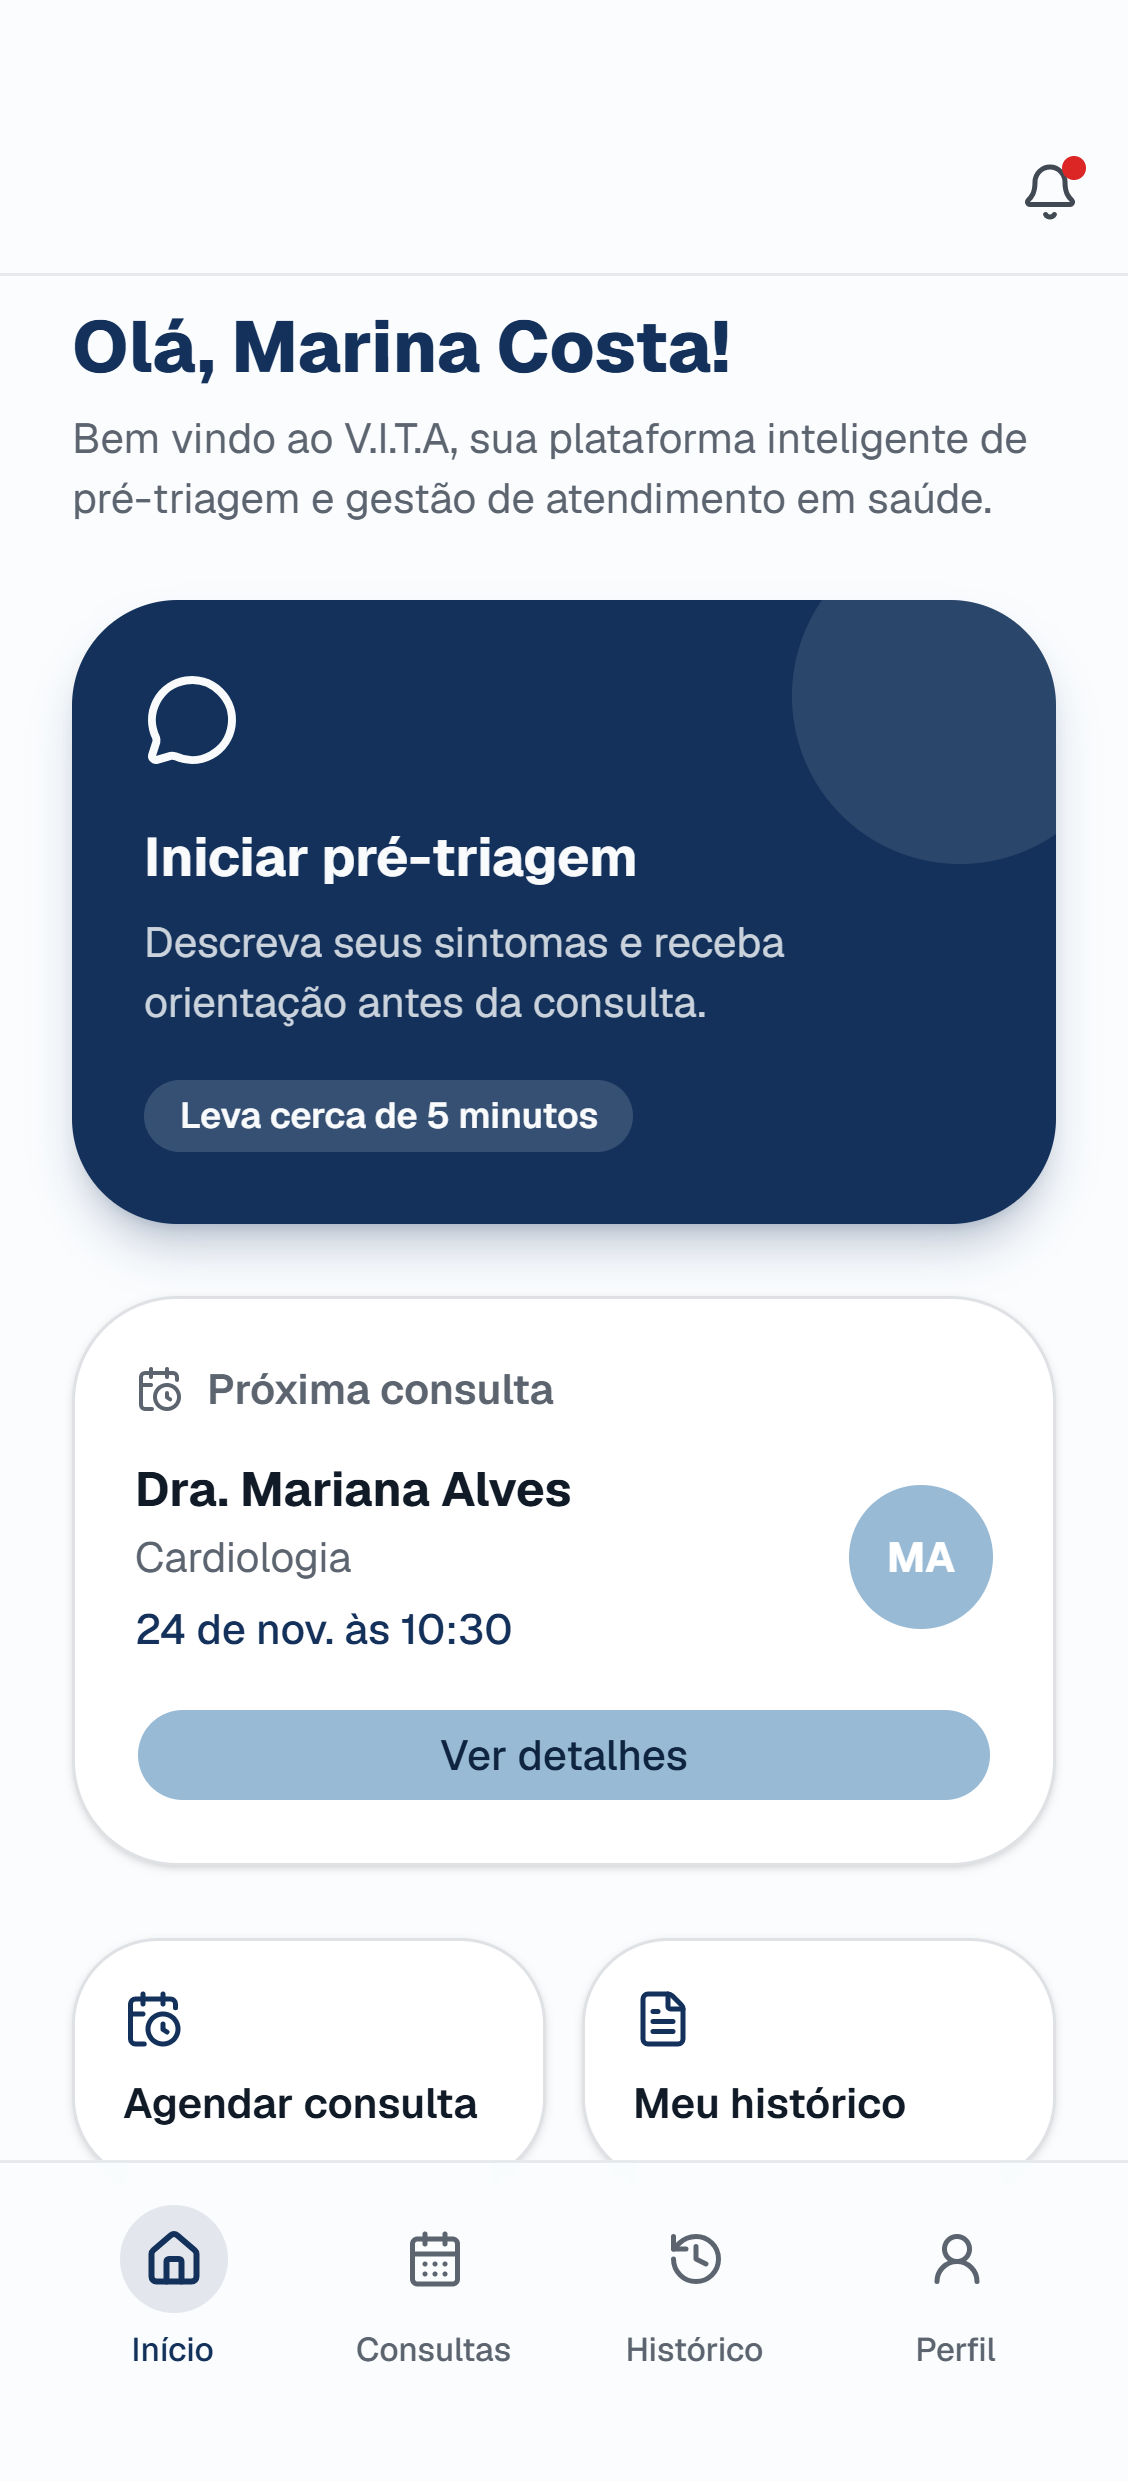 Olá, Marina Costa!
Bem vindo ao V.I.T.A, sua plataforma inteligente de
pré-triagem e gestão de atendimento em saúde.
Iniciar pré-triagem
Descreva seus sintomas e receba
orientação antes da consulta.
Leva cerca de 5 minutos
Próxima consulta
Dra. Mariana Alves
Cardiologia
24 de nov. às 10:30
MA
Ver detalhes
Agendar consulta
Meu histórico
Início
Consultas
Histórico
Perfil